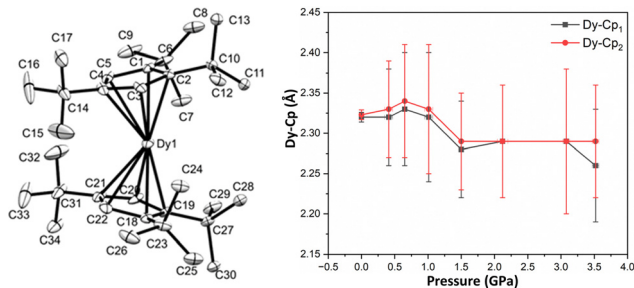 C13
C8
C9
C6
C17
C5
C1
C10
C11
C16
C4
C2
C12
C14
C3
C7
C15
Dy1
C32
C24
C21
C20
C29
C28
C31
C19
C33
C22
C18
C27
C34
C23
C26
C25
C30
2.45
2.40
2.35
2.30
2.25
2.20
2.15
Dy-Cp (Å)
Dy-Cp1
Dy-Cp2
−0.5 0.0 0.5 1.0 1.5 2.0 2.5 3.0 3.5 4.0
Pressure (GPa)